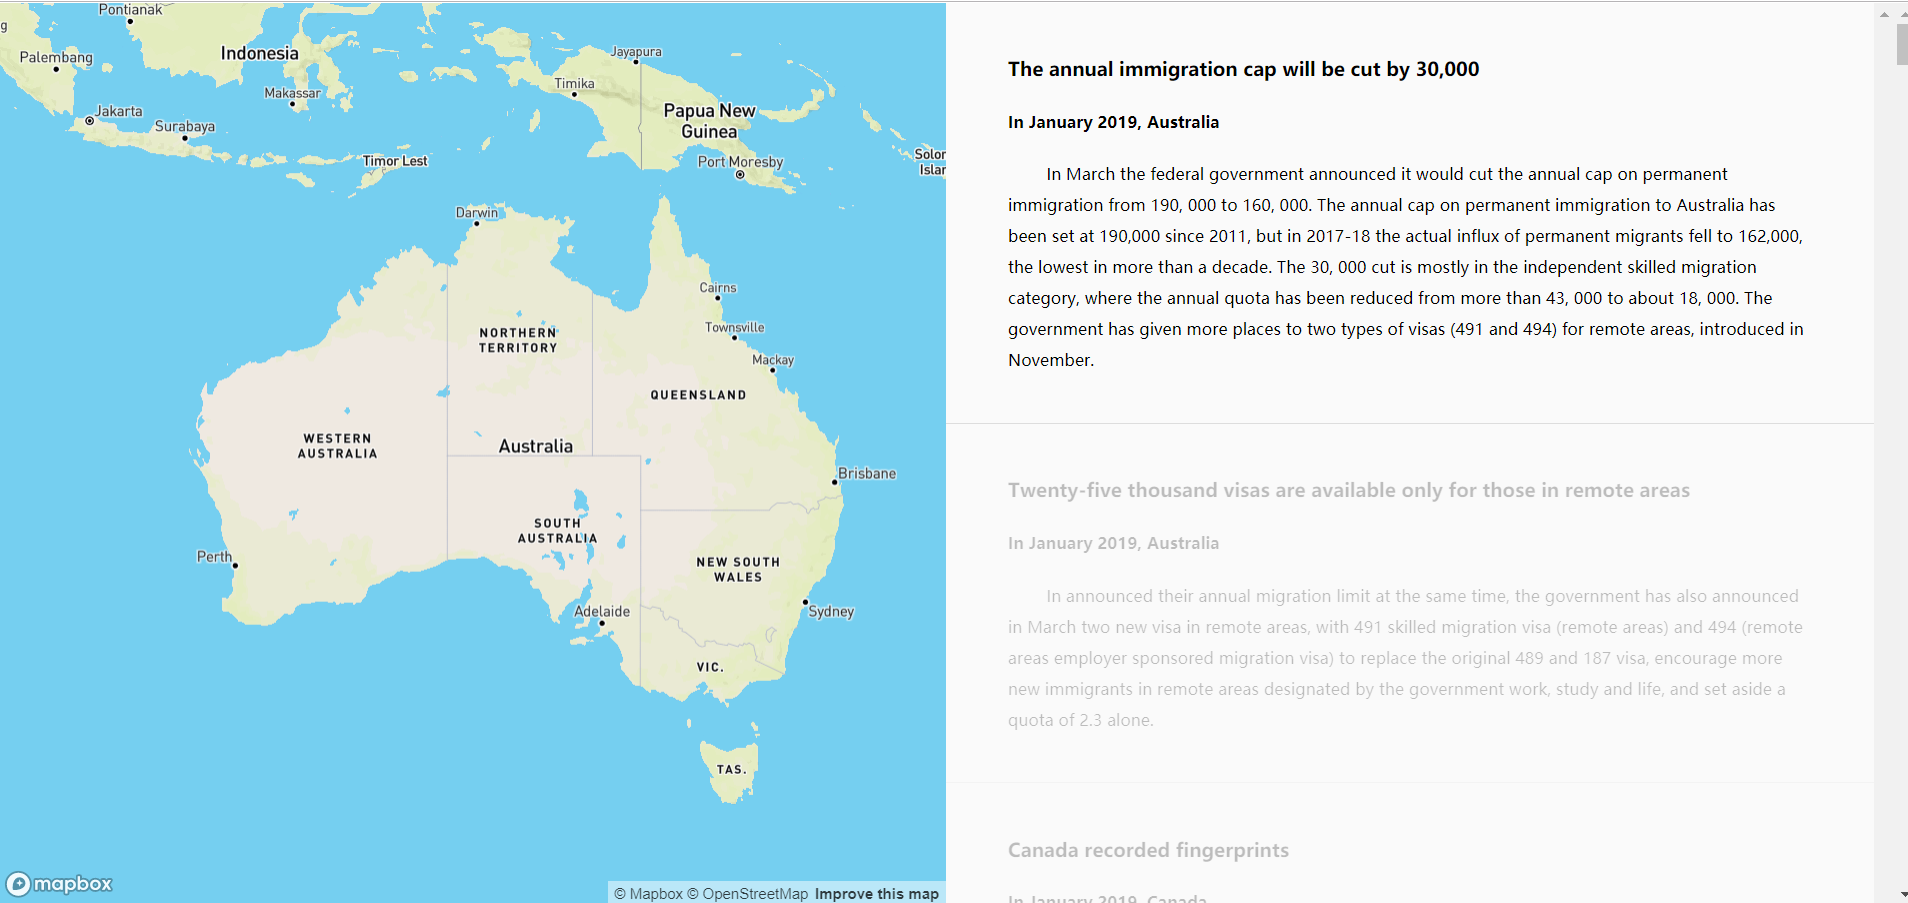 Pontianak
g
Palembang
Indonesia
Jayapura
Timika
Makassar
Jakarta
Surabaya
Papua New
Guinea
Timor Lest
Port Moresby
Solor
Islar
Darwin
Cairns
Townsville
Mackay
NORTHERN
TERRITORY
QUEENSLAND
WESTERN
AUSTRALIA
Australia
Brisbane
SOUTH
AUSTRALIA
Perth
NEW SOUTH
WALES
Adelaide
Sydney
VIC.
TAS.
mapbox
© Mapbox © OpenStreetMap Improve this map
The annual immigration cap will be cut by 30,000
In January 2019, Australia
In March the federal government announced it would cut the annual cap on permanent
immigration from 190, 000 to 160, 000. The annual cap on permanent immigration to Australia has
been set at 190,000 since 2011, but in 2017-18 the actual influx of permanent migrants fell to 162,000,
the lowest in more than a decade. The 30, 000 cut is mostly in the independent skilled migration
category, where the annual quota has been reduced from more than 43, 000 to about 18, 000. The
government has given more places to two types of visas (491 and 494) for remote areas, introduced in
November.
Twenty-five thousand visas are available only for those in remote areas
In January 2019, Australia
In announced their annual migration limit at the same time, the government has also announced
in March two new visa in remote areas, with 491 skilled migration visa (remote areas) and 494 (remote
areas employer sponsored migration visa) to replace the original 489 and 187 visa, encourage more
new immigrants in remote areas designated by the government work, study and life, and set aside a
quota of 2.3 alone.
Canada recorded fingerprints
In January 2019, Canada